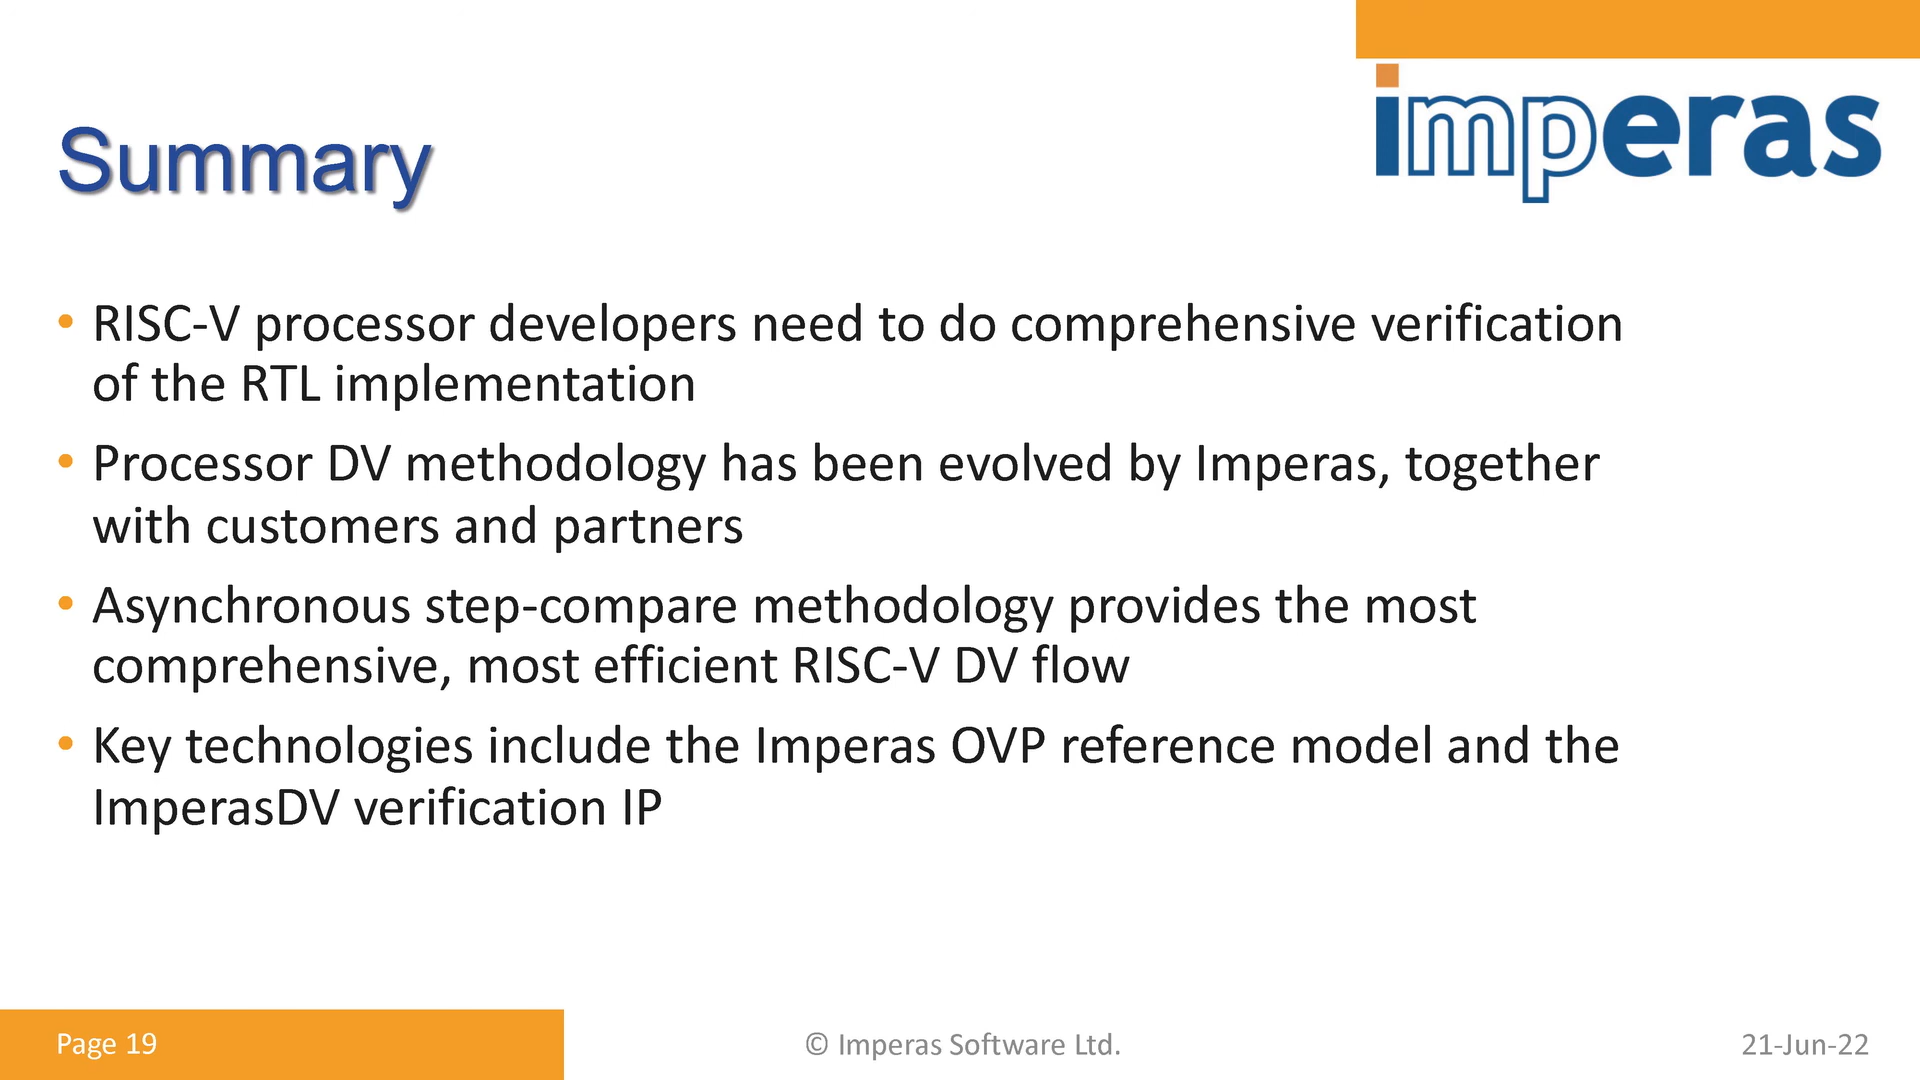 imperas
Summary
• RISC-V processor developers need to do comprehensive verification
of the RTL implementation
• Processor DV methodology has been evolved by Imperas, together
with customers and partners
• Asynchronous step-compare methodology provides the most
comprehensive, most efficient RISC-V DV flow
• Key technologies include the Imperas OVP reference model and the
ImperasDV verification IP
Page 19
© Imperas Software Ltd.
21-Jun-22